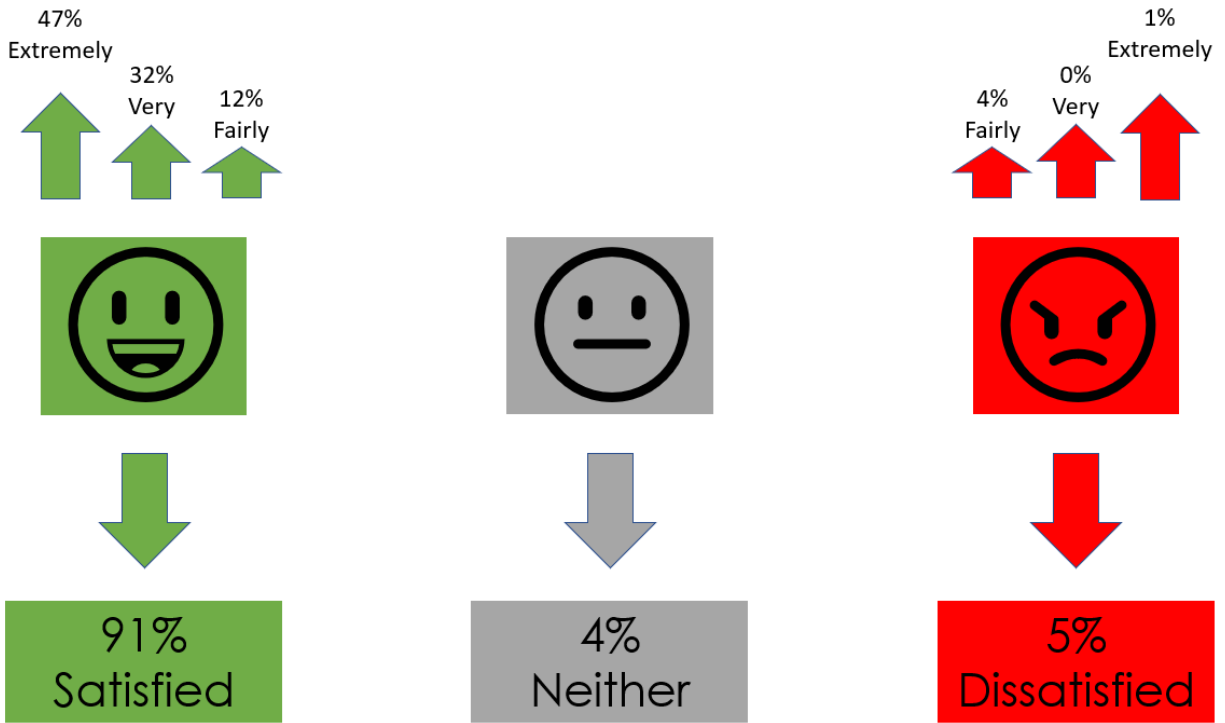 47%
Extremely
32%
Very
12%
Fairly
4%
Fairly
0%
Very
1%
Extremely
91%
Satisfied
4%
Neither
5%
Dissatisfied